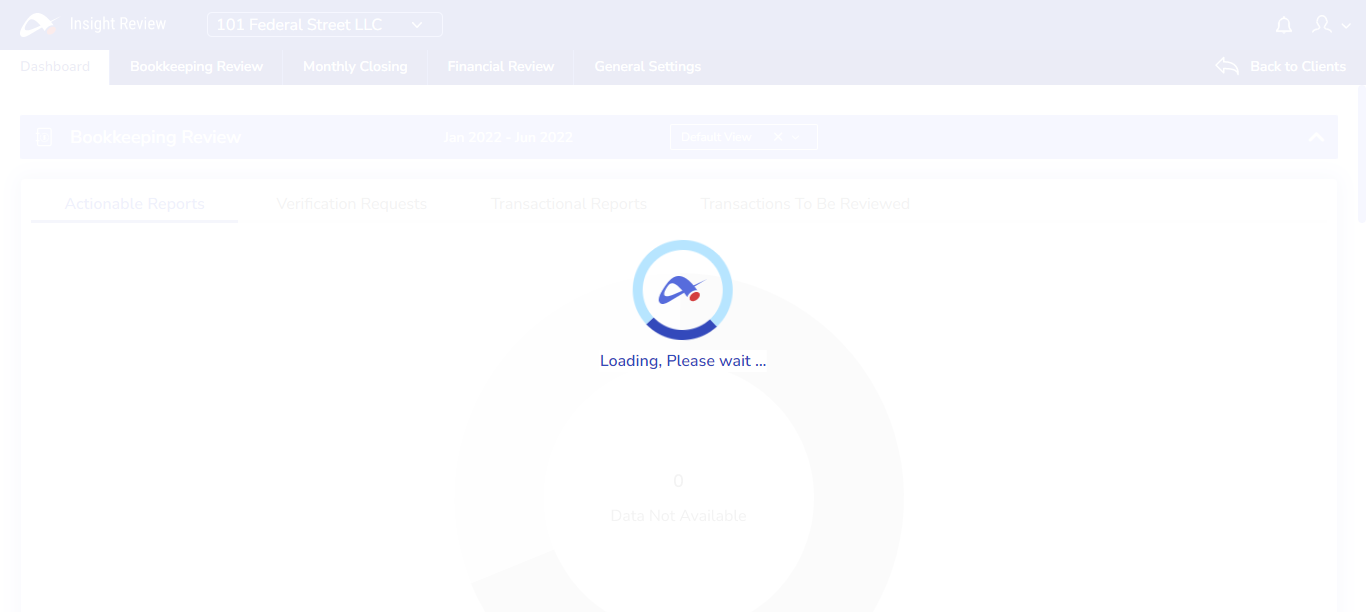 Insight Review
101 Federal Street LLC
Dashboard
Bookkeeping Review
Monthly Closing
Financial Review
General Settings
Back to Clients
Bookkeeping Review
Jan 2022 - Jun 2022
Default View
Actionable Reports
Verification Requests
Transactional Reports
Transactions To Be Reviewed
Loading, Please wait ...
0
Data Not Available